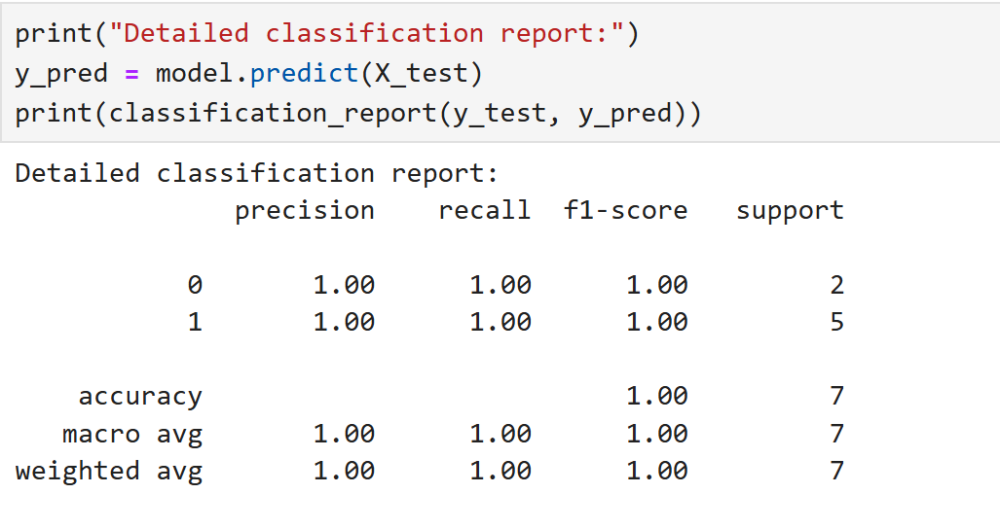 print("Detailed classification report:")
y_pred = model.predict(X_test)
print(classification_report(y_test, y_pred))
Detailed classification report:
              precision    recall  f1-score   support

           0       1.00      1.00      1.00         2
           1       1.00      1.00      1.00         5

    accuracy                           1.00         7
   macro avg       1.00      1.00      1.00         7
weighted avg       1.00      1.00      1.00         7